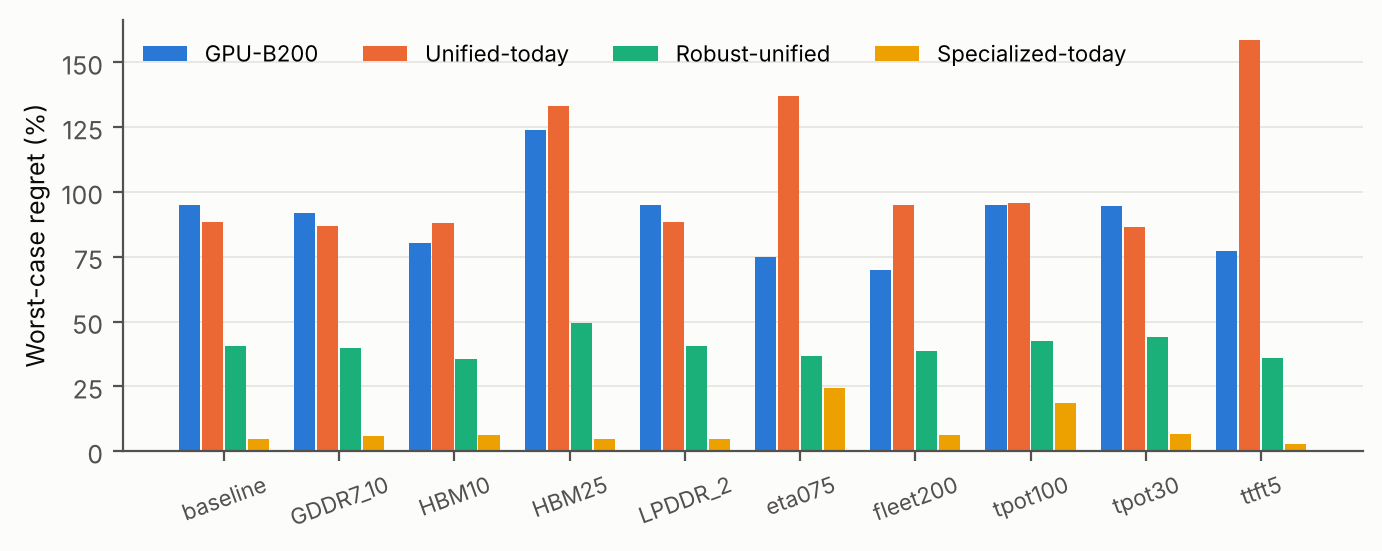 GPU-B200 Unified-today Robust-unified Specialized-today
Worst-case regret (%)
150
125
100
75
50
25
0
baseline GDDR7_10 HBM10 HBM25 LPDDR_2 eta075 fleet200 tpot100 tpot30 ttft5